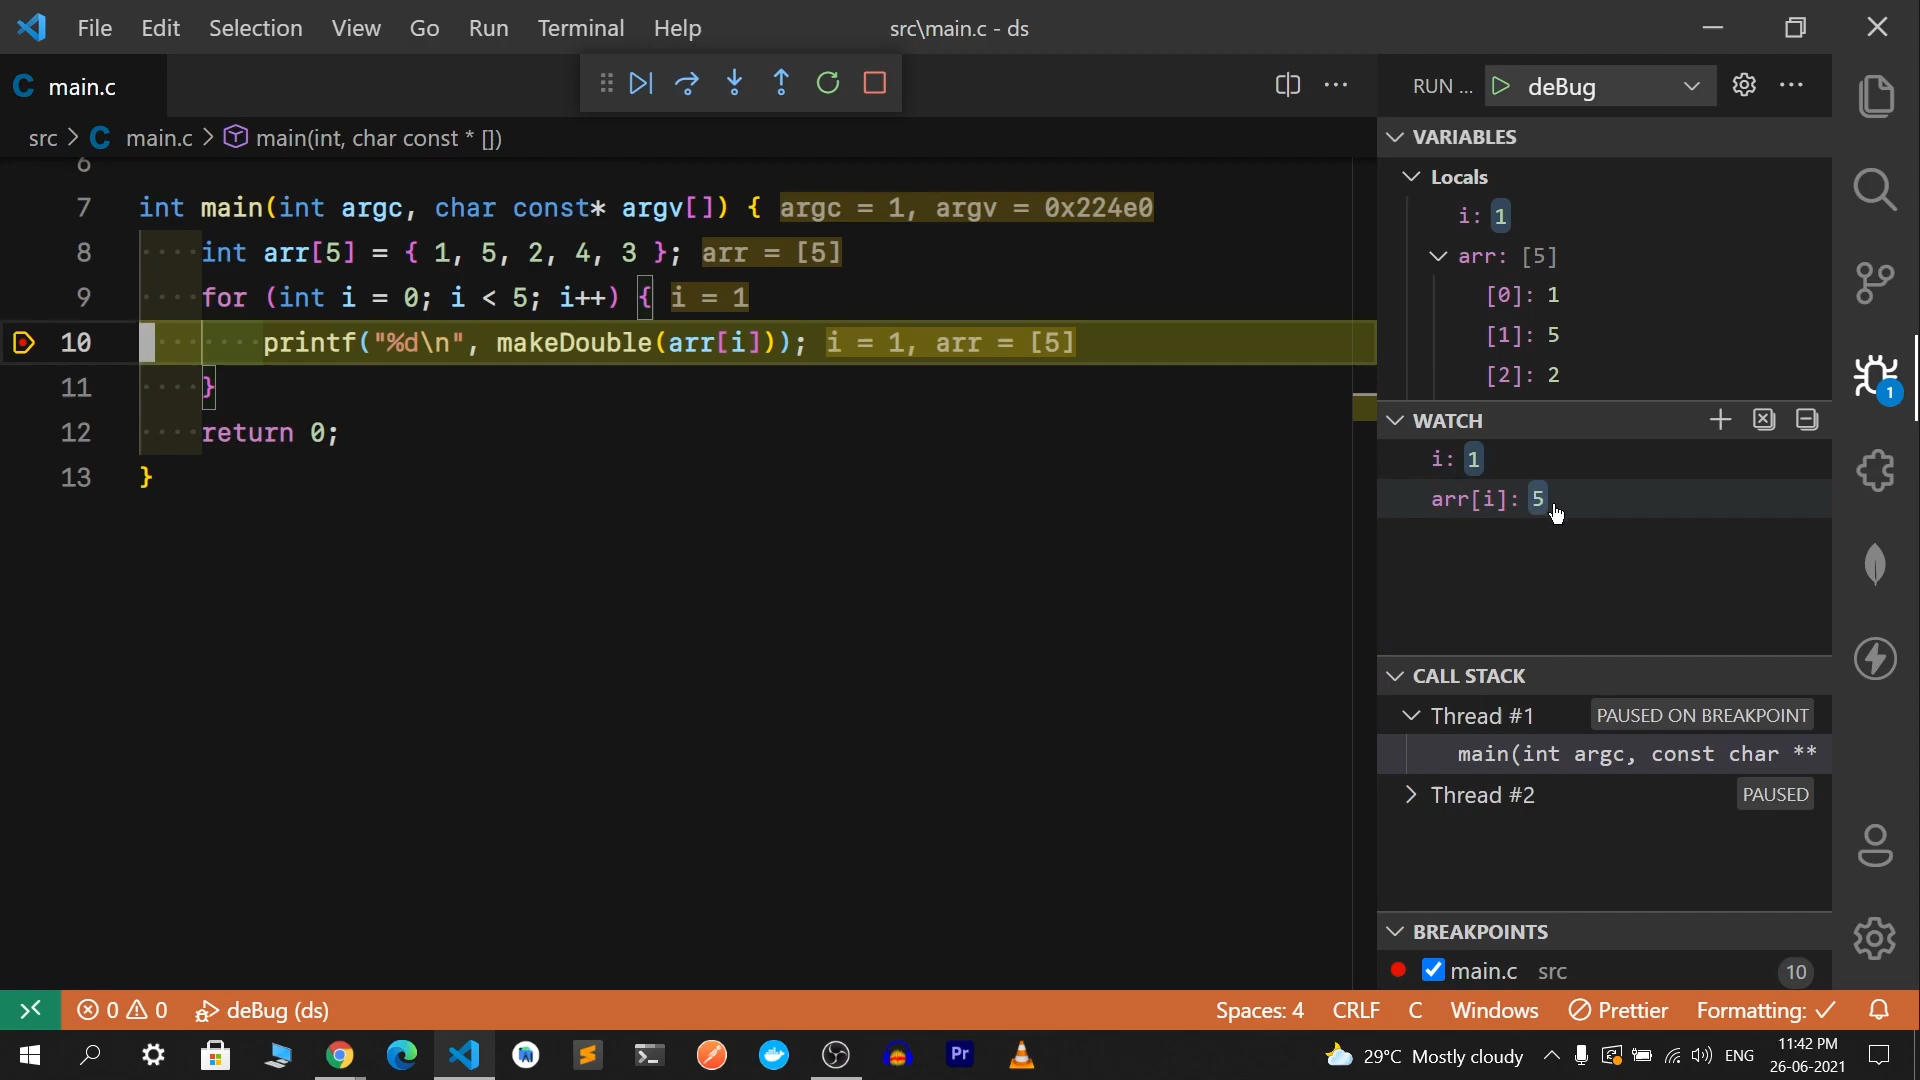 File Edit Selection View Go Run Terminal Help src\main.c - ds
C main.c
RUN ... deBug
src > C main.c > main(int, char const * [])
6
7 int main(int argc, char const* argv[]) { argc = 1, argv = 0x224e0
8 ····int arr[5] = { 1, 5, 2, 4, 3 }; arr = [5]
9 ····for (int i = 0; i < 5; i++) { i = 1
10 ········printf("%d\n", makeDouble(arr[i])); i = 1, arr = [5]
11 ····}
12 ····return 0;
13 }
VARIABLES
Locals
i: 1
arr: [5]
[0]: 1
[1]: 5
[2]: 2
WATCH
i: 1
arr[i]: 5
1
CALL STACK
Thread #1 PAUSED ON BREAKPOINT
main(int argc, const char **
Thread #2 PAUSED
BREAKPOINTS
main.c src 10
0 0 deBug (ds) Spaces: 4 CRLF C Windows Prettier Formatting: ✓
Pr 29°C Mostly cloudy ENG 11:42 PM
26-06-2021